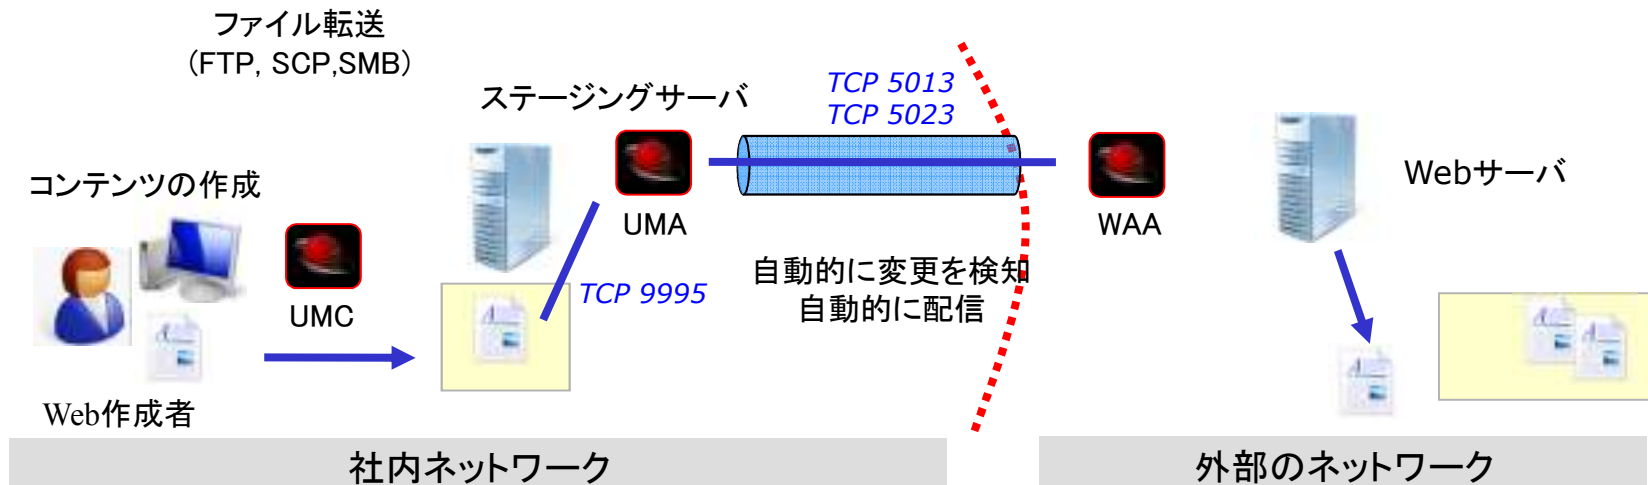 ファイル転送
(FTP, SCP,SMB)
ステージングサーバ
TCP 5013
TCP 5023
コンテンツの作成
UMA
WAA
Webサーバ
UMC
TCP 9995
自動的に変更を検知
自動的に配信
Web作成者
社内ネットワーク
外部のネットワーク